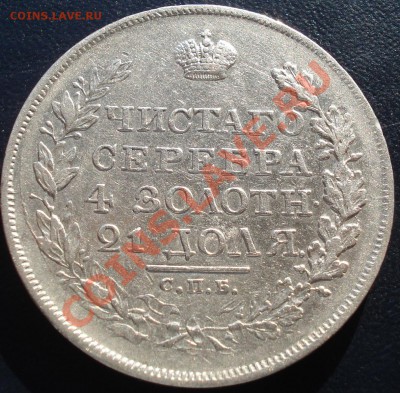 COINS.LAVE.RU
ЧИСТАГО
СЕРЕБРА
4 ЗОЛОТН.
21 ДОЛЯ.
С.П.Б.
COINS.LAVE.RU